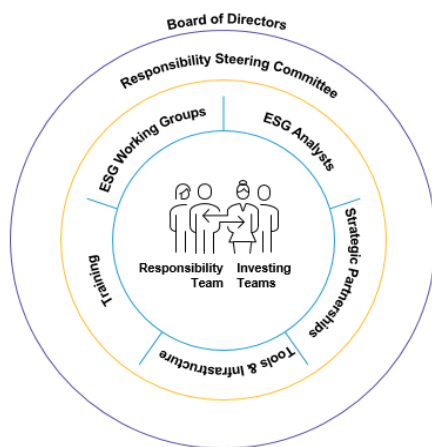 Board of Directors
Responsibility Steering Committee
ESG Working Groups
ESG Analysts
Strategic Partnerships
Tools & Infrastructure
Training
Responsibility Team
Investing Teams